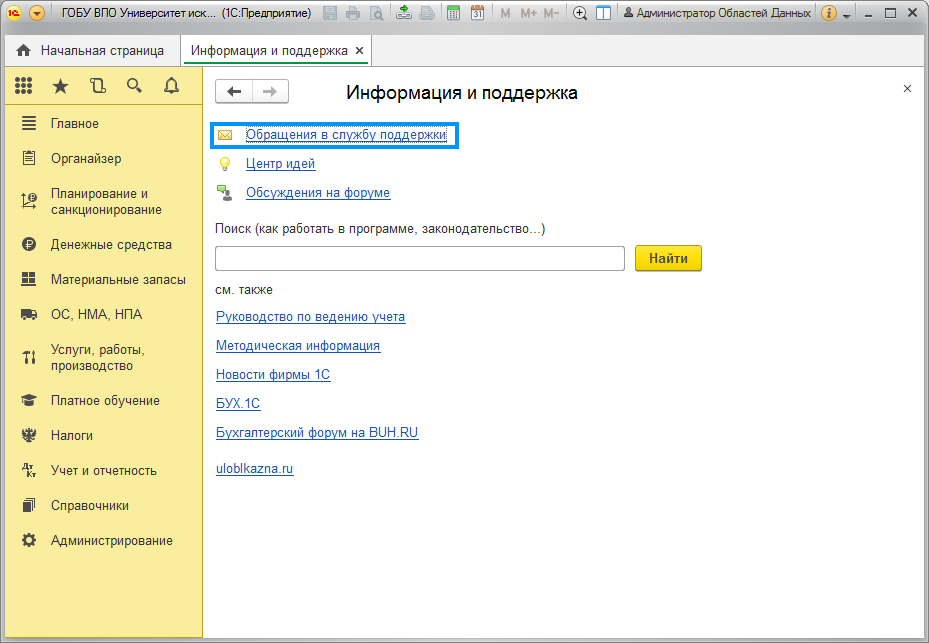 ГОБУ ВПО Университет иск... (1С:Предприятие) M M+ M- Администратор Областей Данных
Начальная страница
Информация и поддержка
Главное
Органайзер
Планирование и
санкционирование
Денежные средства
Материальные запасы
ОС, НМА, НПА
Услуги, работы,
производство
Платное обучение
Налоги
Учет и отчетность
Справочники
Администрирование
Информация и поддержка
Обращения в службу поддержки
Центр идей
Обсуждения на форуме
Поиск (как работать в программе, законодательство...)
Найти
см. также
Руководство по ведению учета
Методическая информация
Новости фирмы 1С
БУХ.1С
Бухгалтерский форум на BUH.RU
uloblkazna.ru